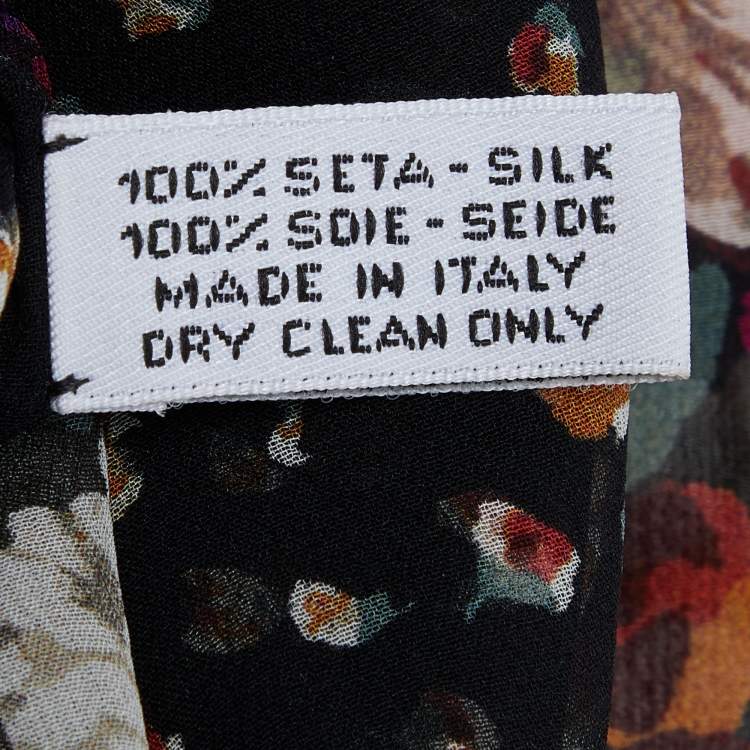 100% SETA - SILK
100% SOIE - SEIDE
MADE IN ITALY
DRY CLEAN ONLY